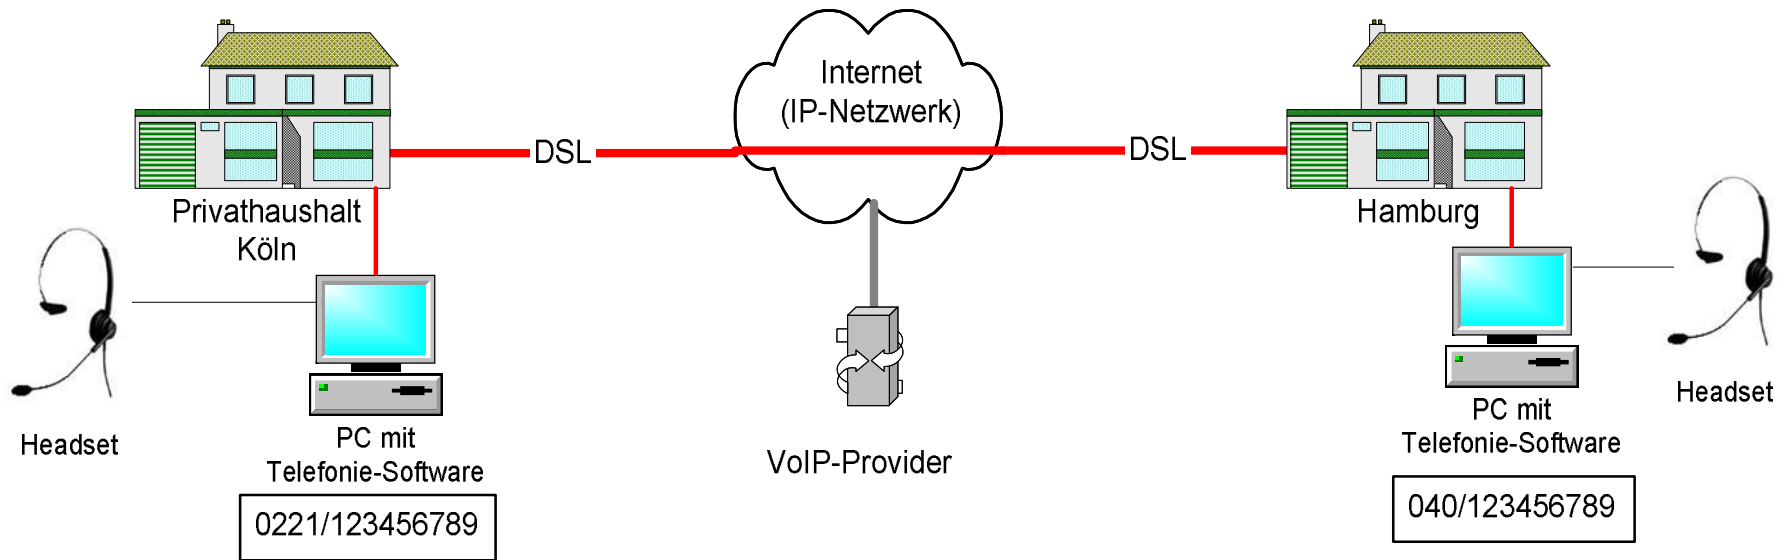 Internet
(IP-Netzwerk)
DSL
DSL
Privathaushalt
Köln
Hamburg
Headset
PC mit
Telefonie-Software
0221/123456789
VoIP-Provider
PC mit
Telefonie-Software
040/123456789
Headset